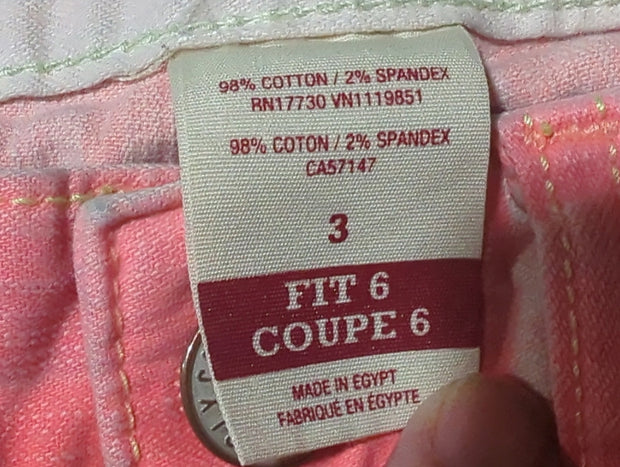 98% COTTON / 2% SPANDEX
RN17730 VN1119851
98% COTON / 2% SPANDEX
CA57147
3
FIT 6
COUPE 6
MADE IN EGYPT
FABRIQUÉ EN ÉGYPTE